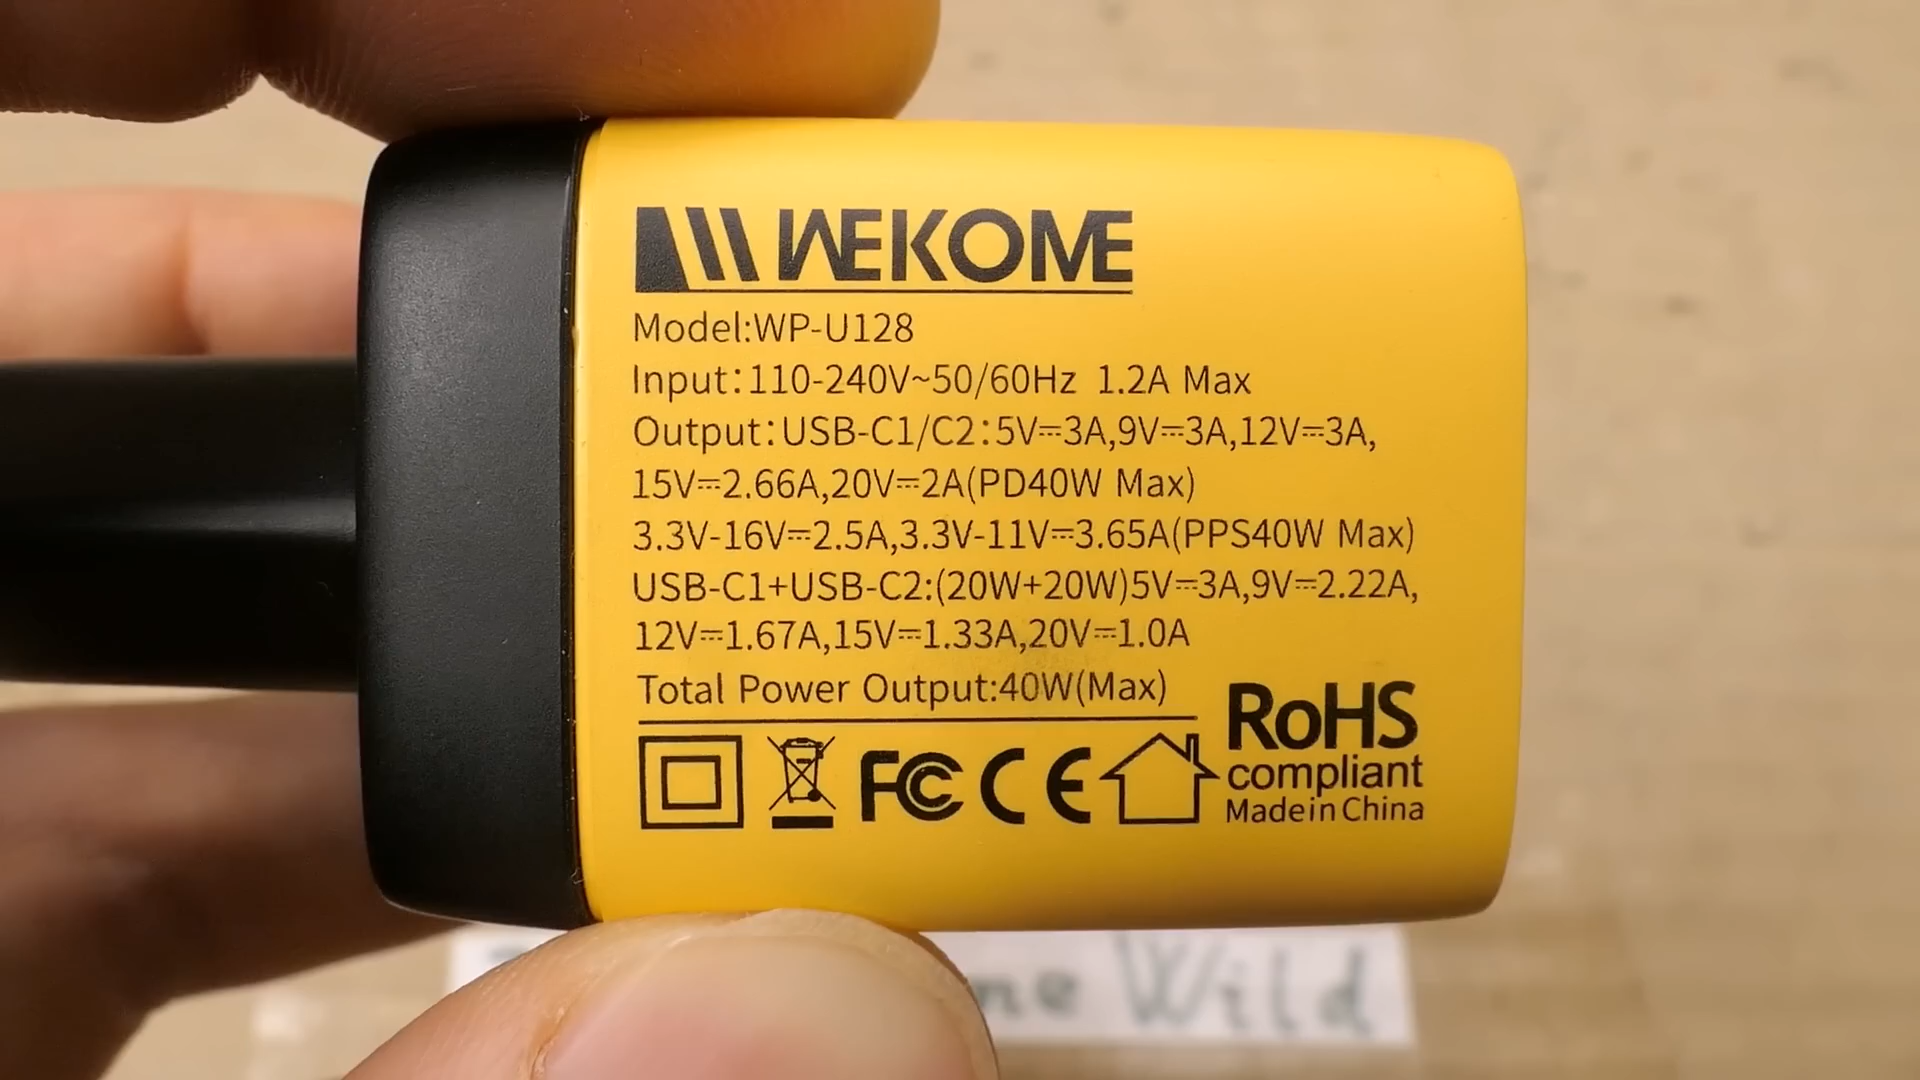 WEKOME
Model:WP-U128
Input:110-240V~50/60Hz 1.2A Max
Output:USB-C1/C2:5V⎓3A,9V⎓3A,12V⎓3A,
15V⎓2.66A,20V⎓2A(PD40W Max)
3.3V-16V⎓2.5A,3.3V-11V⎓3.65A(PPS40W Max)
USB-C1+USB-C2:(20W+20W)5V⎓3A,9V⎓2.22A,
12V⎓1.67A,15V⎓1.33A,20V⎓1.0A
Total Power Output:40W(Max)
FC CE RoHS
compliant
Made in China
Wild